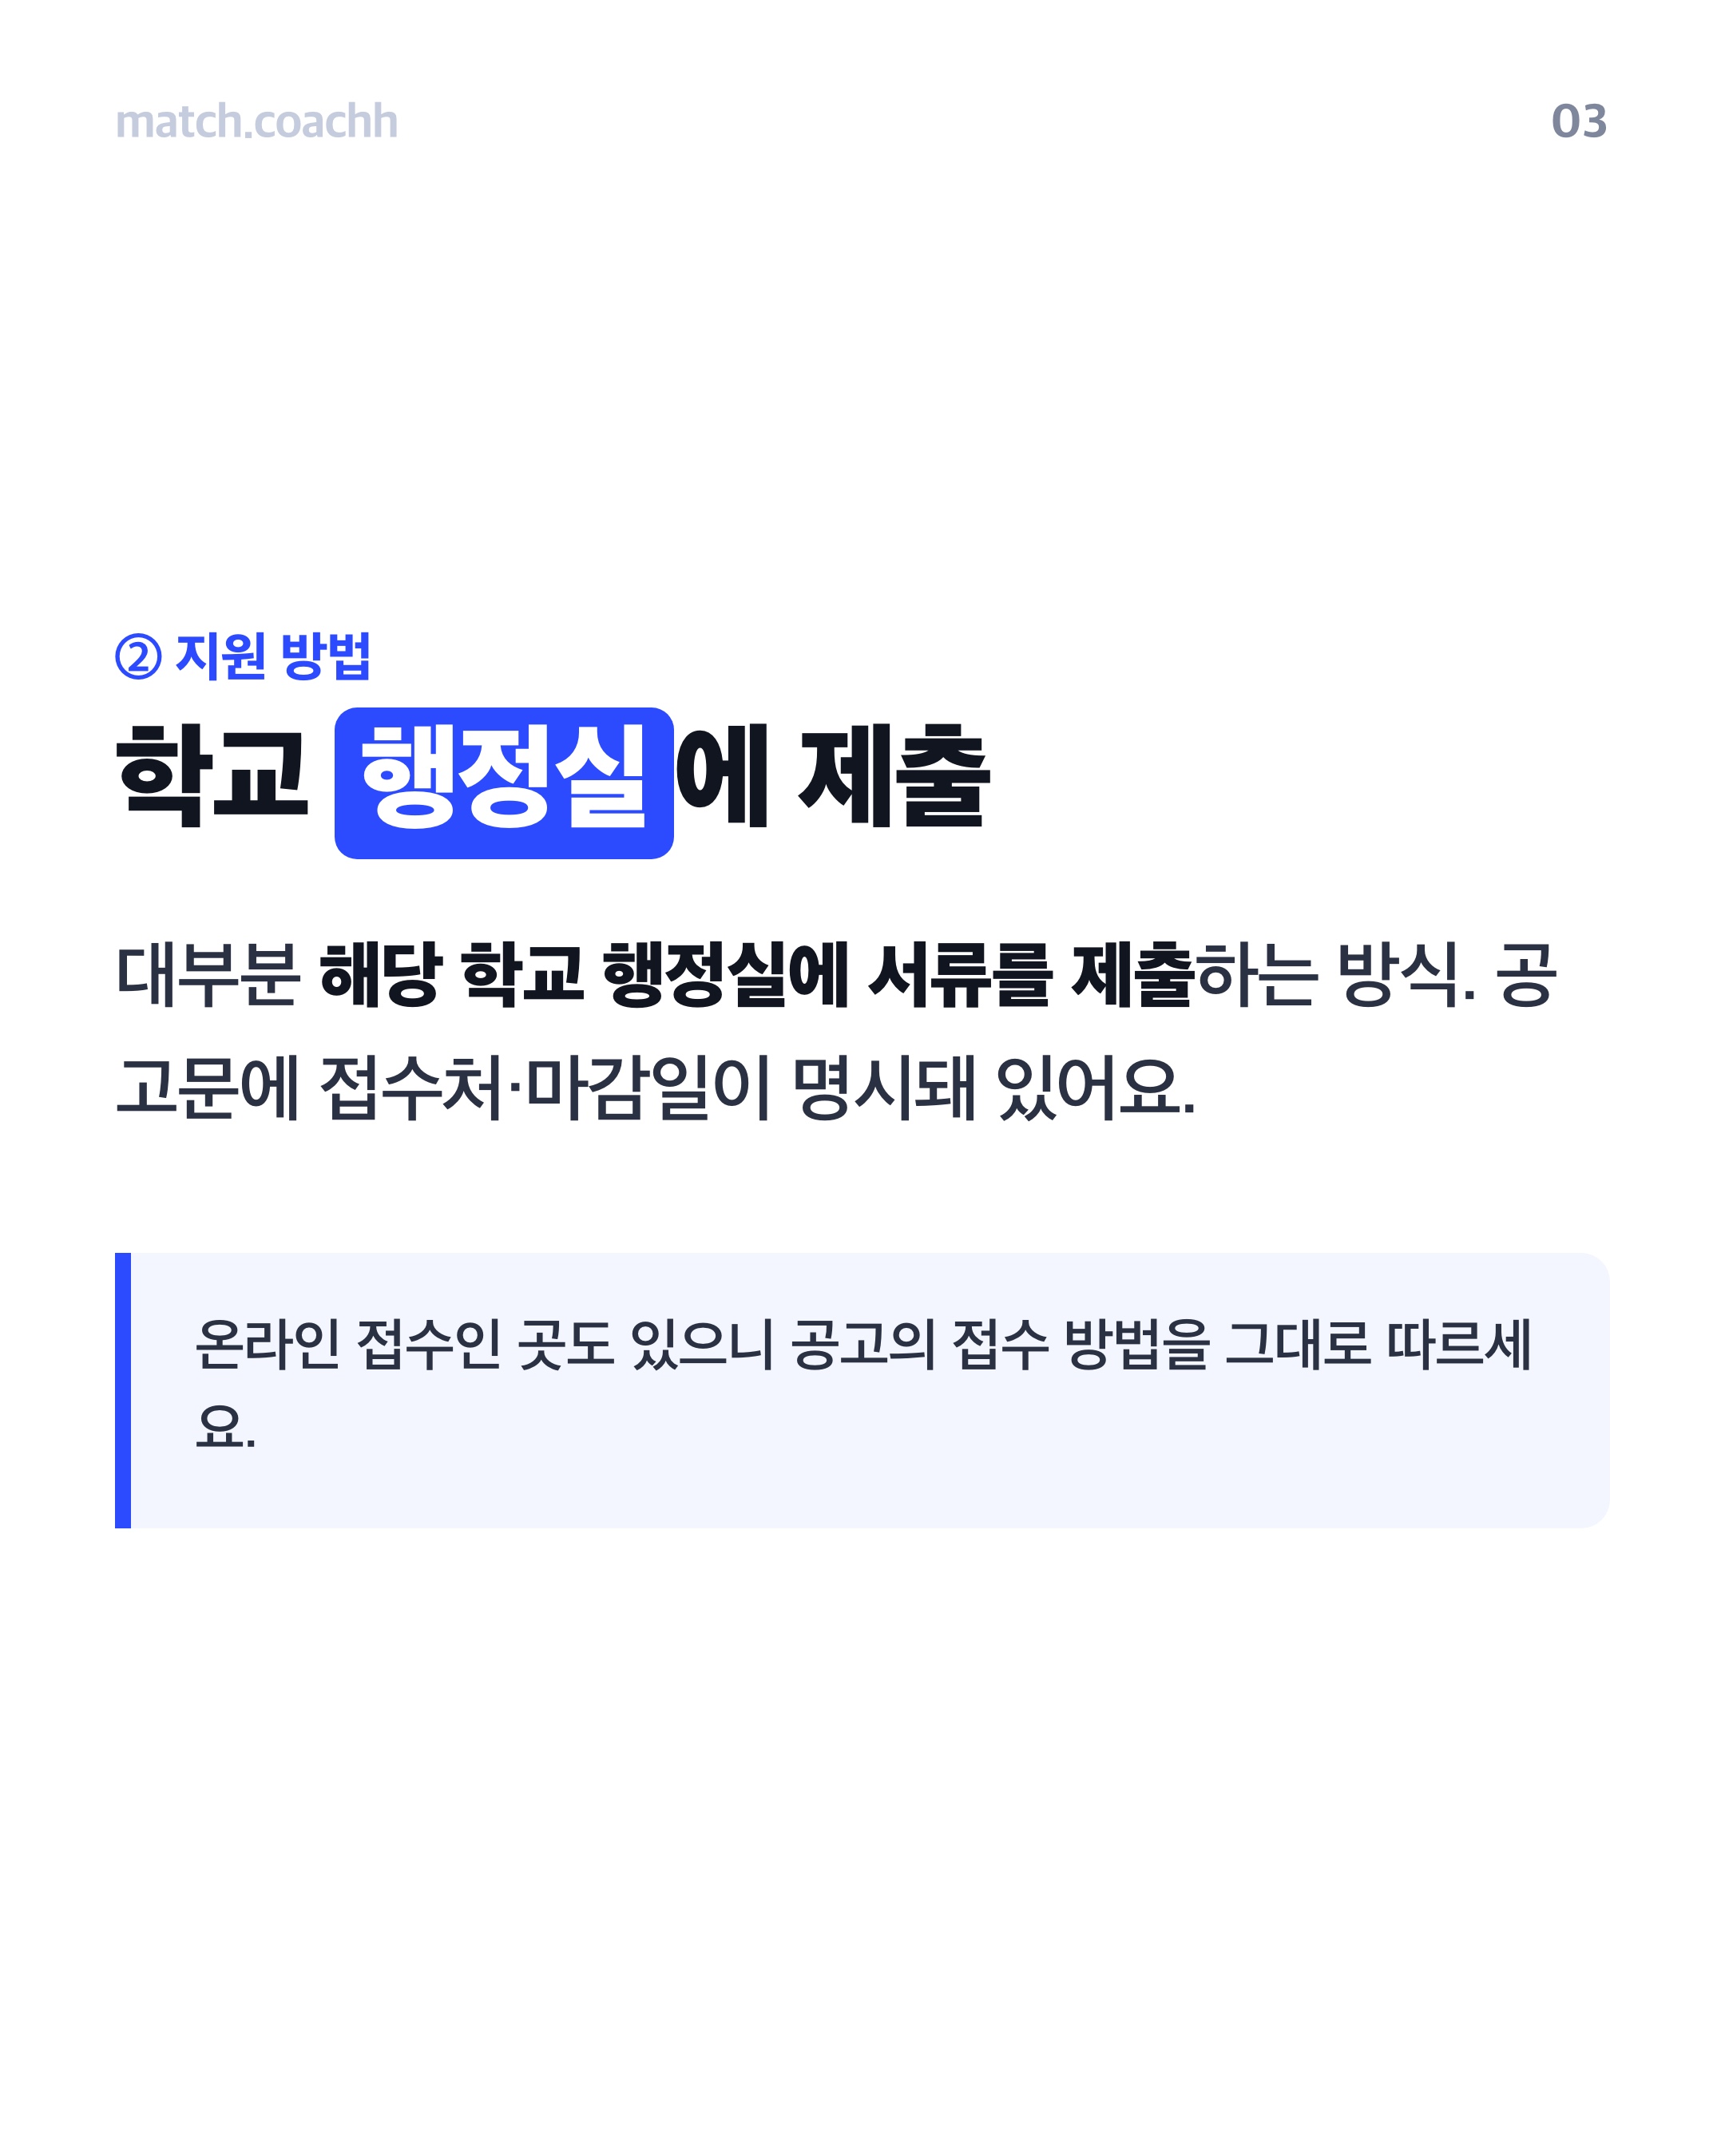 match.coachh
03
② 지원 방법
학교 행정실에 제출
대부분 해당 학교 행정실에 서류를 제출하는 방식. 공
고문에 접수처·마감일이 명시돼 있어요.
온라인 접수인 곳도 있으니 공고의 접수 방법을 그대로 따르세
요.